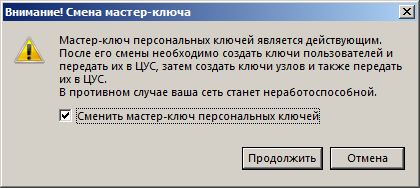 Внимание! Смена мастер-ключа
Мастер-ключ персональных ключей является действующим.
После его смены необходимо создать ключи пользователей и
передать их в ЦУС, затем создать ключи узлов и также передать
их в ЦУС.
В противном случае ваша сеть станет неработоспособной.
Сменить мастер-ключ персональных ключей
Продолжить
Отмена